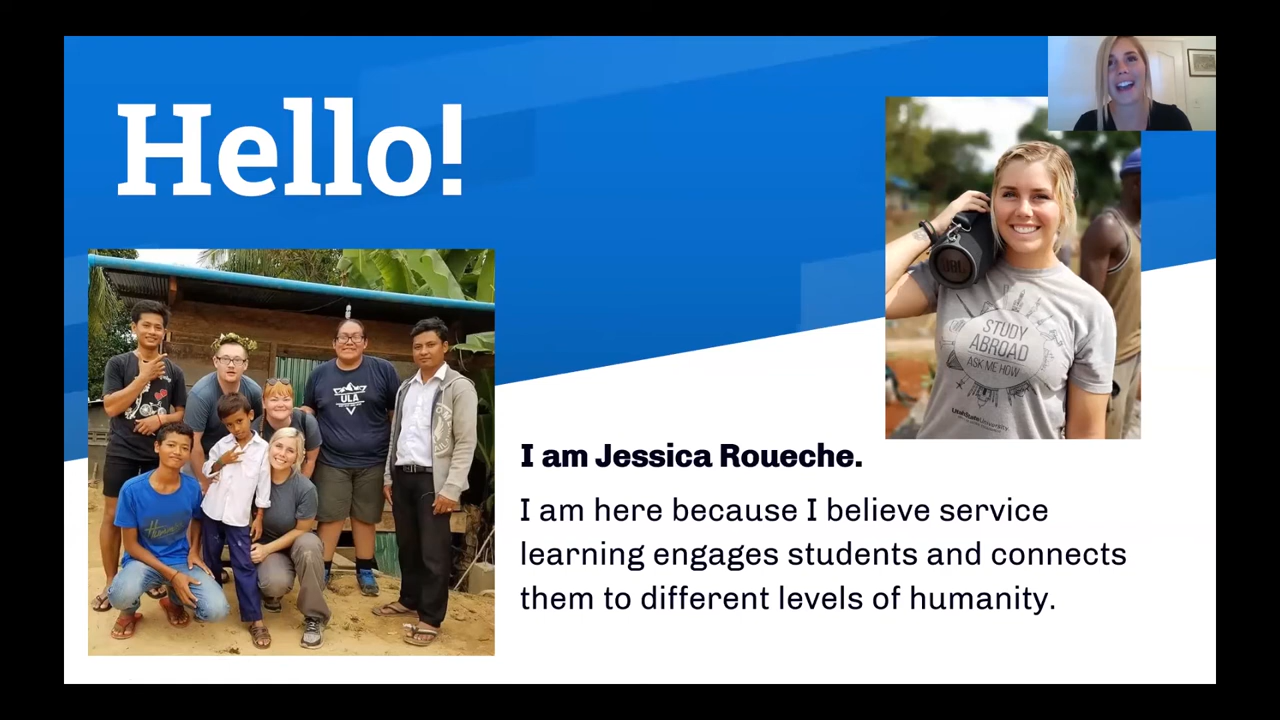 Hello!
JBL
STUDY
ABROAD
ASK ME HOW
UtahStateUniversity
ULA
I am Jessica Roueche.
I am here because I believe service
learning engages students and connects
them to different levels of humanity.